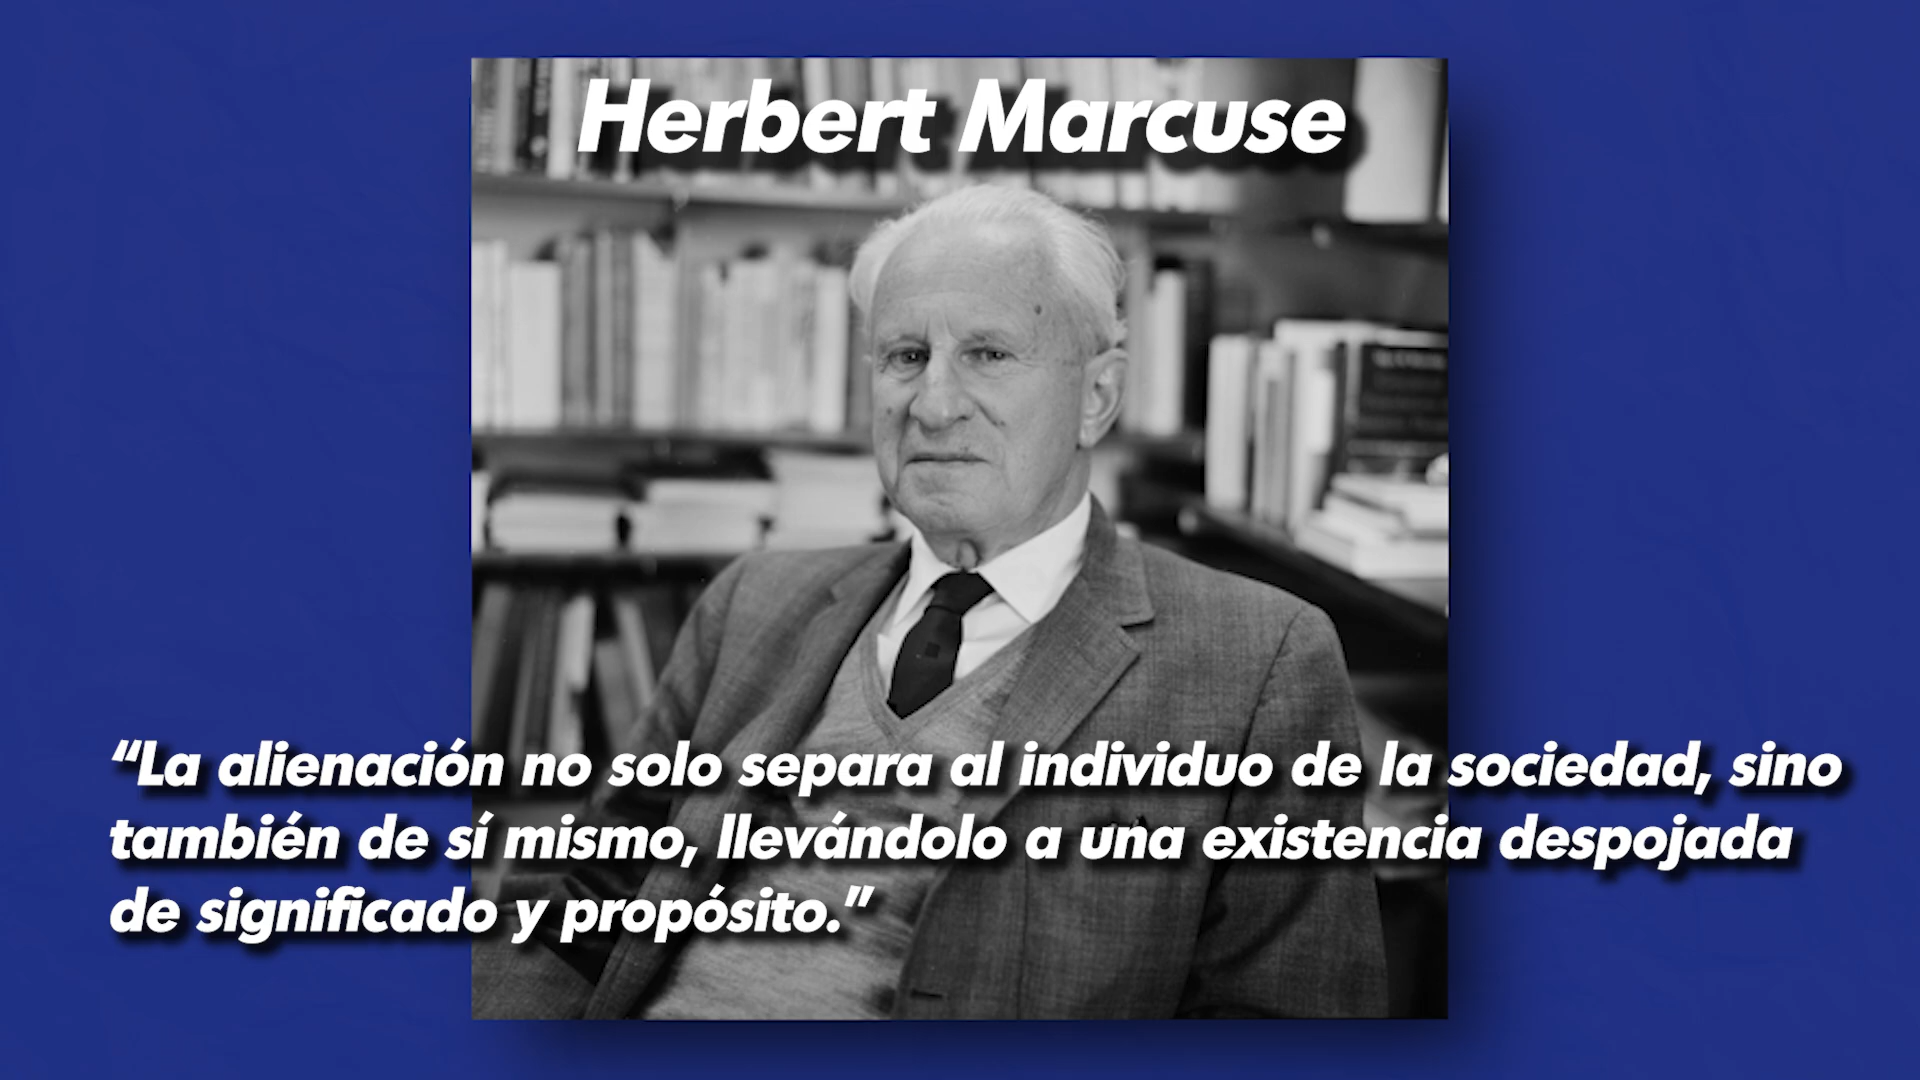 Herbert Marcuse
“La alienación no solo separa al individuo de la sociedad, sino
también de sí mismo, llevándolo a una existencia despojada
de significado y propósito.”